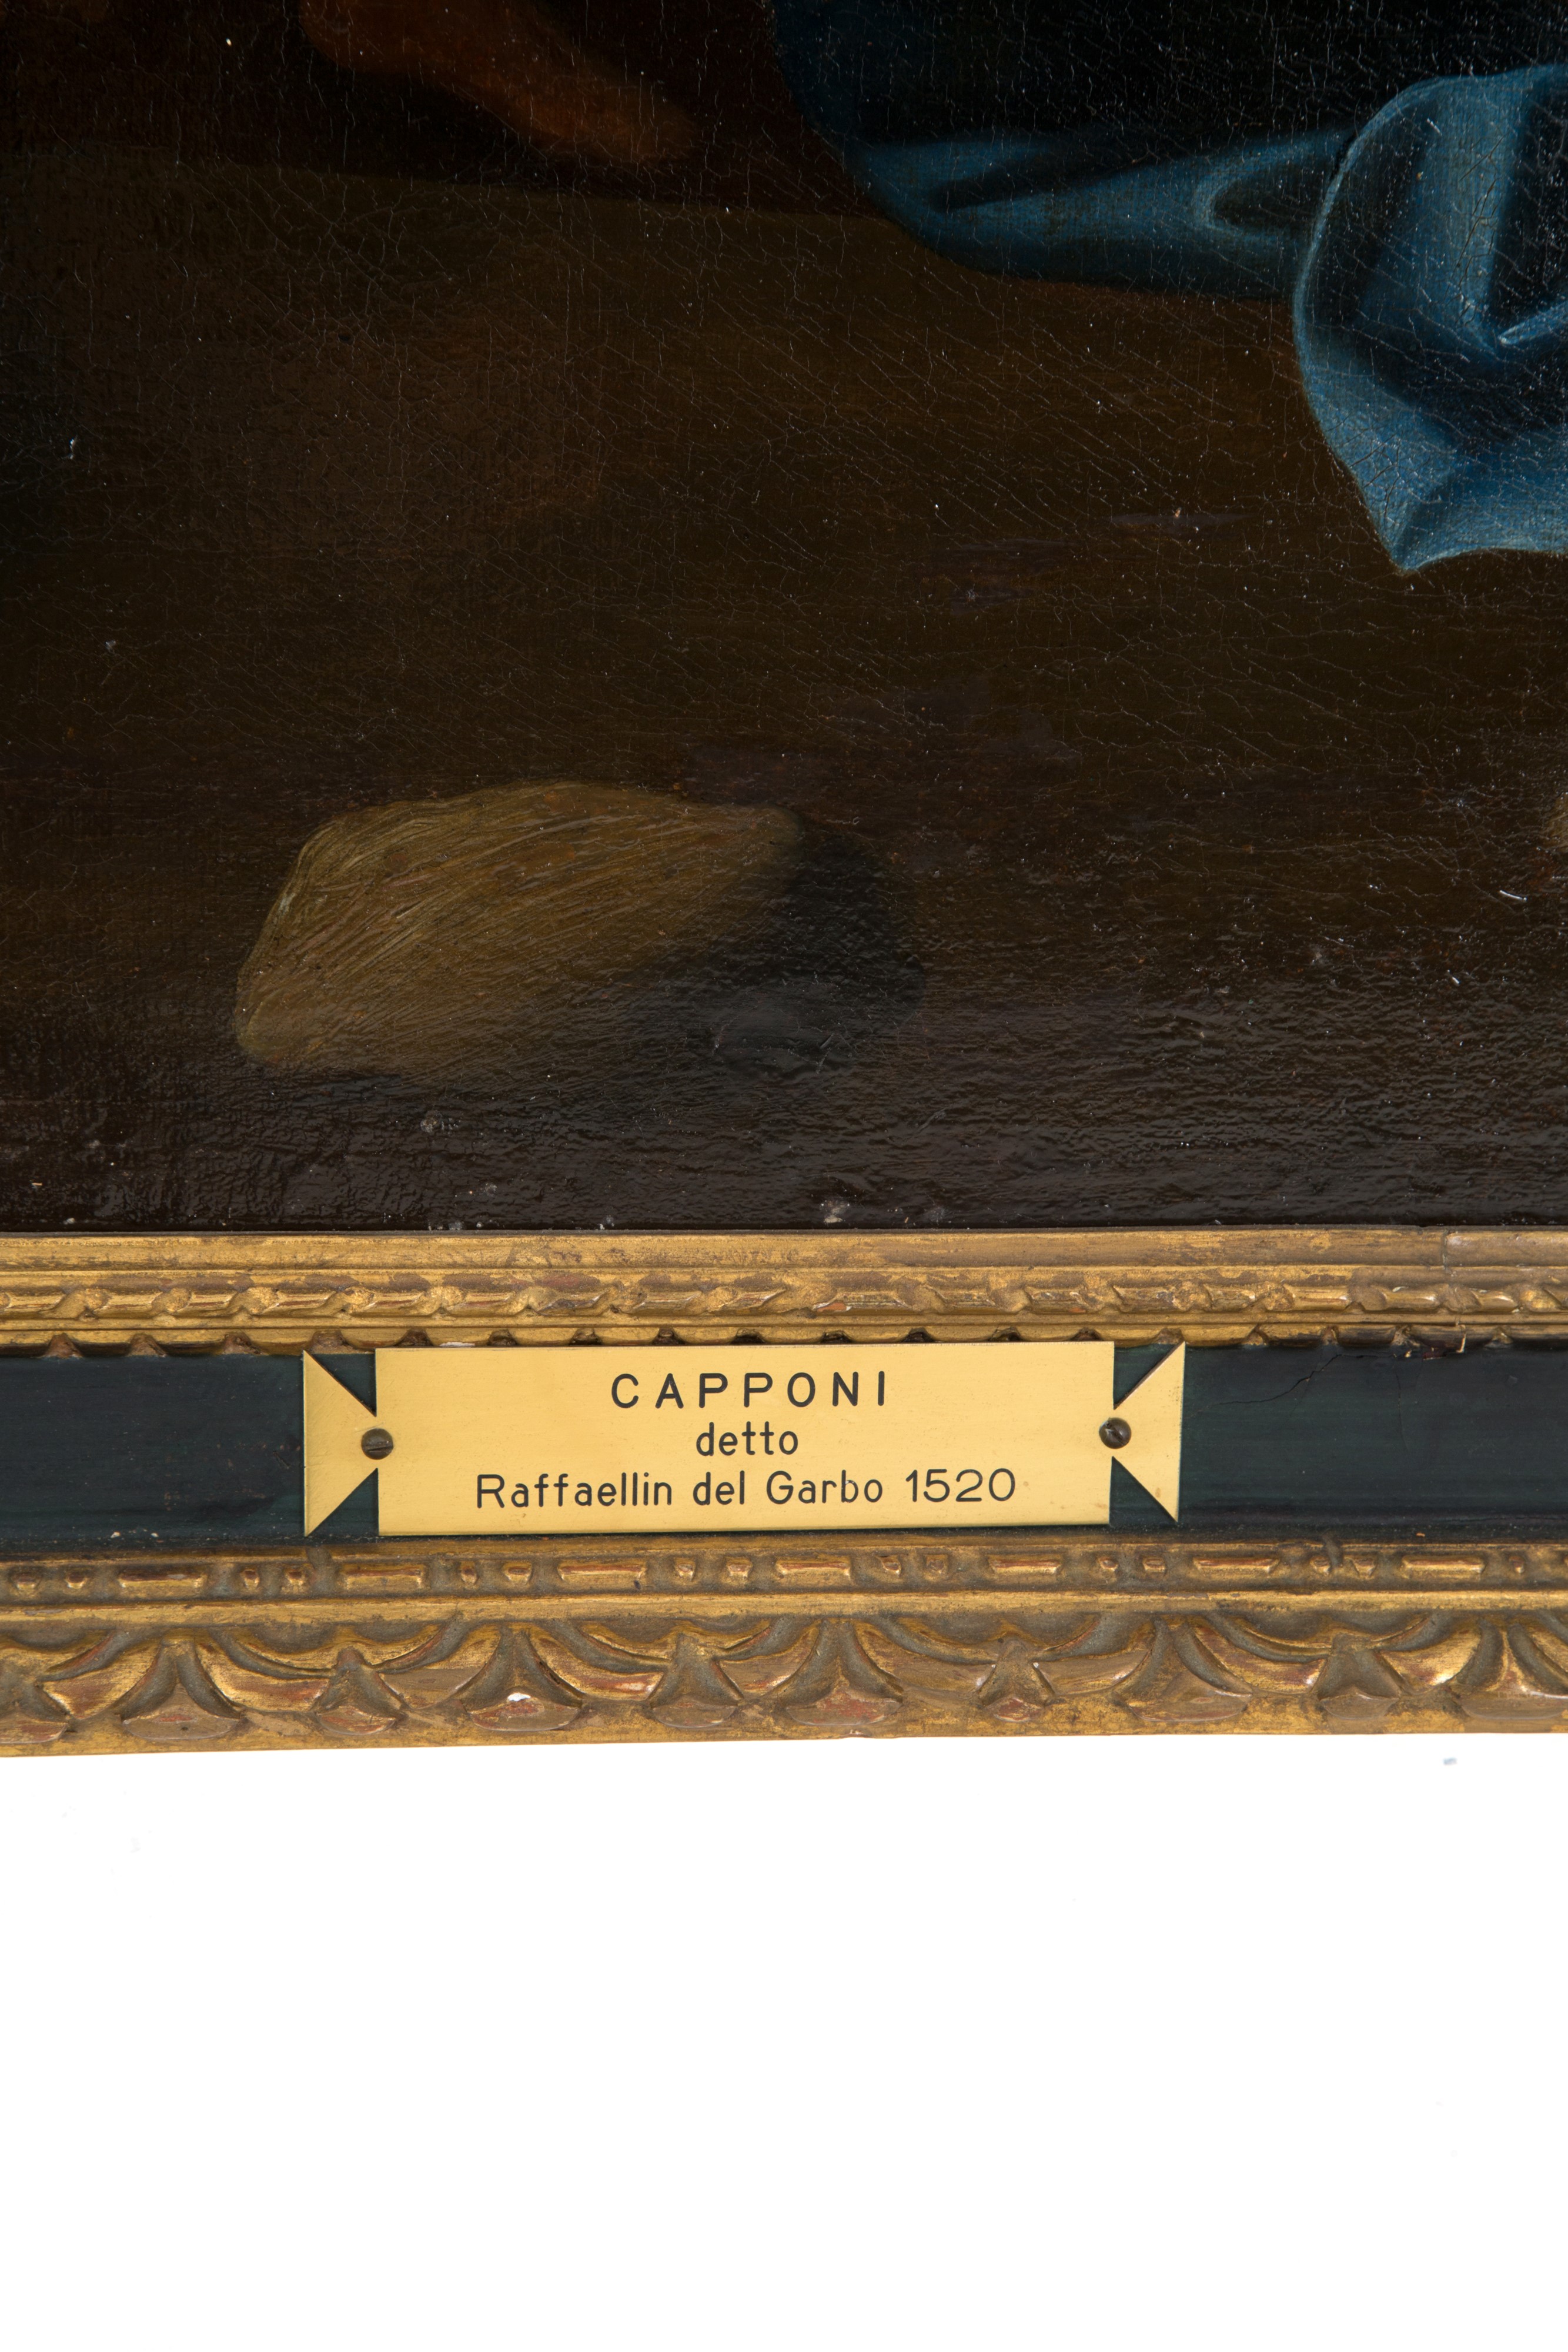 CAPPONI
detto
Raffaellin del Garbo 1520